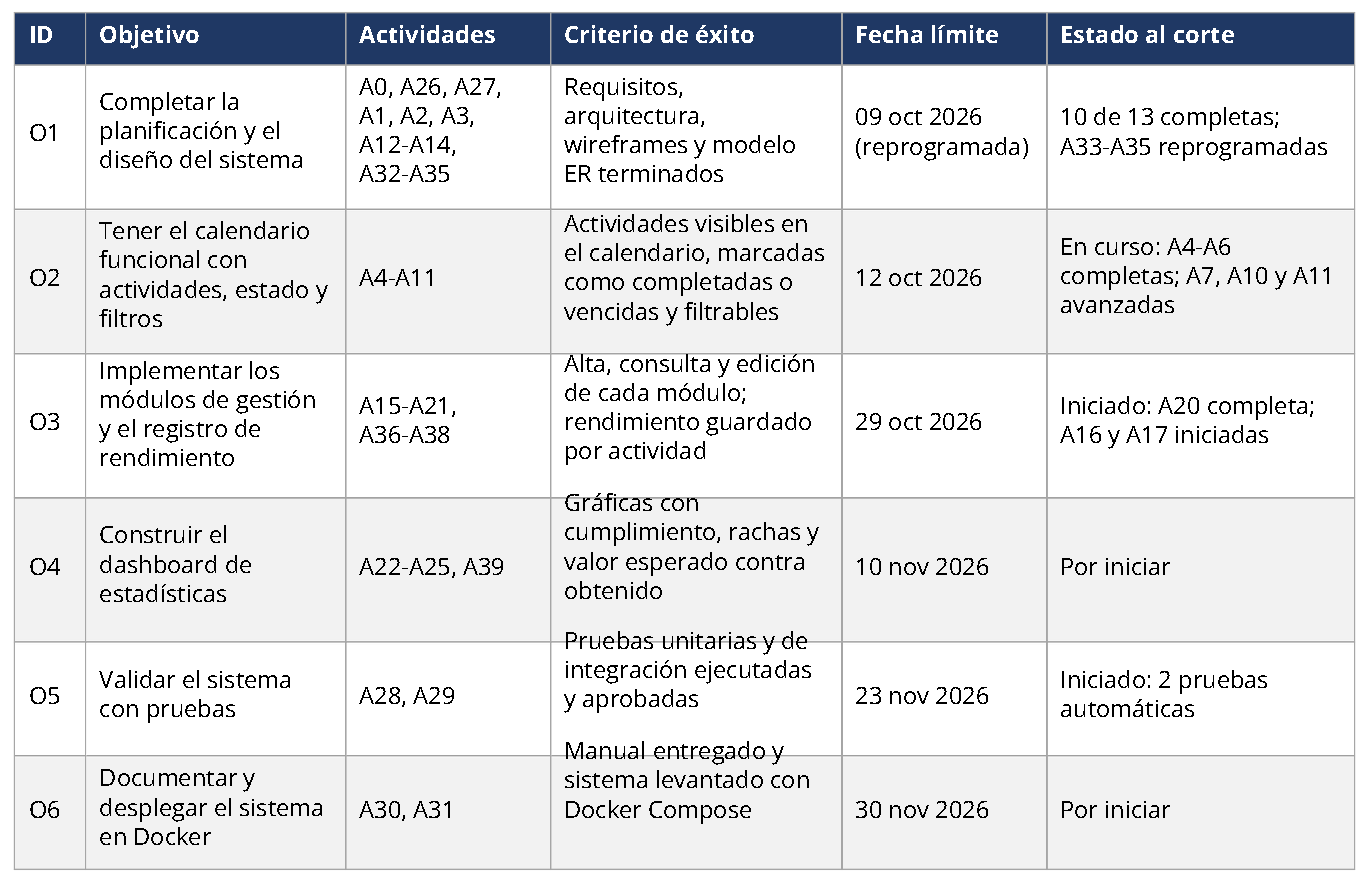 ID Objetivo Actividades Criterio de éxito Fecha límite Estado al corte
O1
Completar la
planificación y el
diseño del sistema
A0, A26, A27,
A1, A2, A3,
A12-A14,
A32-A35
Requisitos,
arquitectura,
wireframes y modelo
ER terminados
09 oct 2026
(reprogramada)
10 de 13 completas;
A33-A35 reprogramadas
O2
Tener el calendario
funcional con
actividades, estado y
filtros
A4-A11
Actividades visibles en
el calendario, marcadas
como completadas o
vencidas y filtrables
12 oct 2026
En curso: A4-A6
completas; A7, A10 y A11
avanzadas
O3
Implementar los
módulos de gestión
y el registro de
rendimiento
A15-A21,
A36-A38
Alta, consulta y edición
de cada módulo;
rendimiento guardado
por actividad
29 oct 2026
Iniciado: A20 completa;
A16 y A17 iniciadas
O4
Construir el
dashboard de
estadísticas
A22-A25, A39
Gráficas con
cumplimiento, rachas y
valor esperado contra
obtenido
10 nov 2026
Por iniciar
O5
Validar el sistema
con pruebas
A28, A29
Pruebas unitarias y de
integración ejecutadas
y aprobadas
23 nov 2026
Iniciado: 2 pruebas
automáticas
O6
Documentar y
desplegar el sistema
en Docker
A30, A31
Manual entregado y
sistema levantado con
Docker Compose
30 nov 2026
Por iniciar